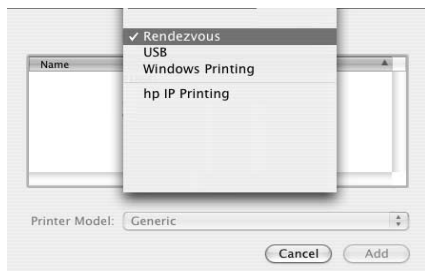 ✓ Rendezvous
USB
Windows Printing
hp IP Printing
Name
Printer Model: Generic
Cancel Add